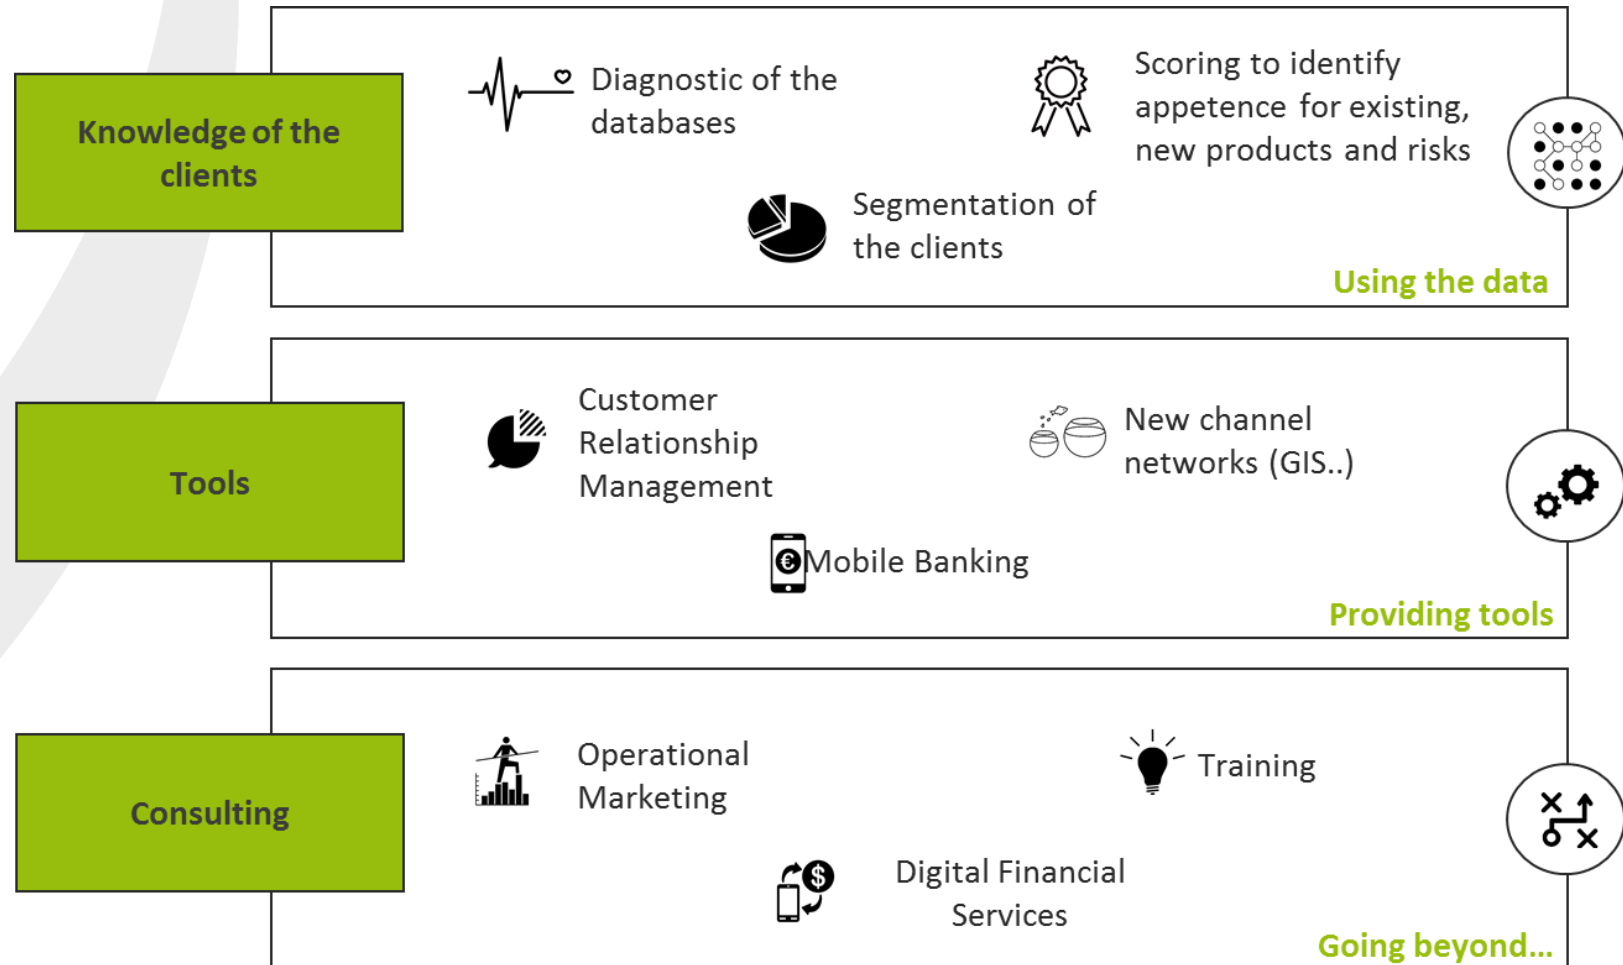 Knowledge of the
clients
Diagnostic of the
databases
Scoring to identify
appetence for existing,
new products and risks
Segmentation of
the clients
Using the data
Tools
Customer
Relationship
Management
New channel
networks (GIS..)
€
Mobile Banking
Providing tools
Consulting
Operational
Marketing
Training
$
Digital Financial
Services
Going beyond...